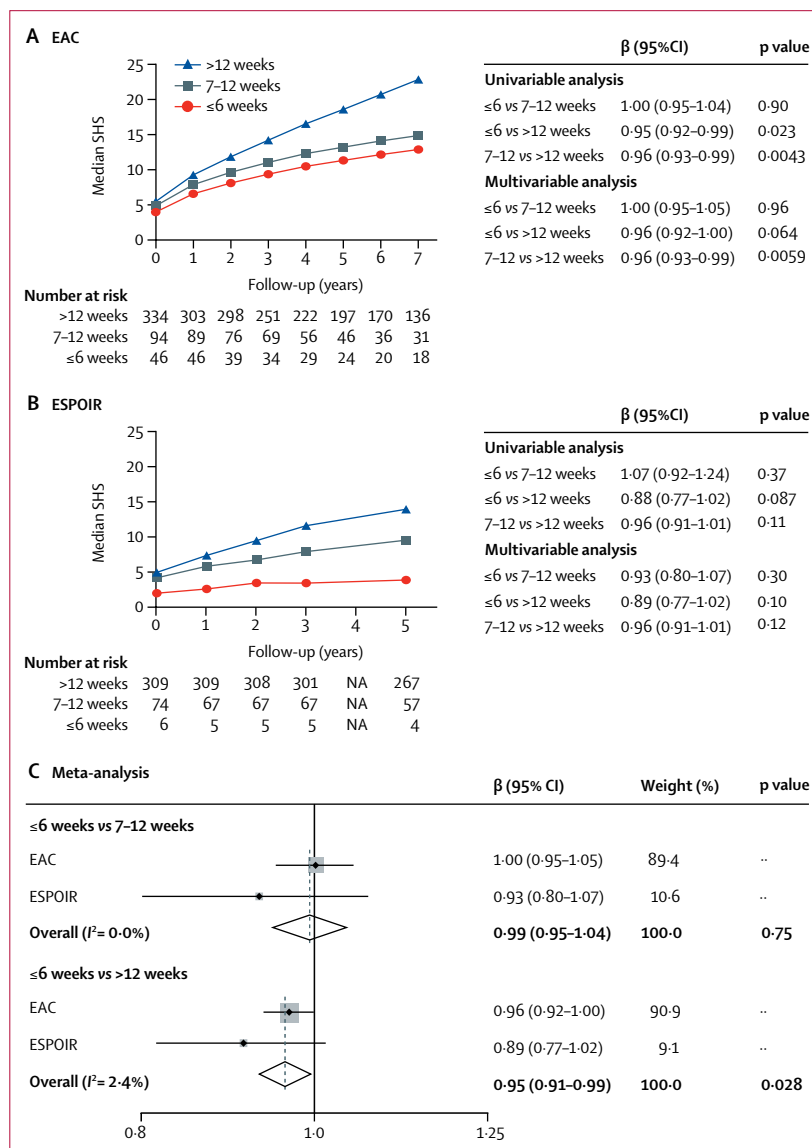 A EAC
β (95%CI) p value
25
20
15
10
5
0
Median SHS
>12 weeks
7–12 weeks
≤6 weeks
0 1 2 3 4 5 6 7
Follow-up (years)
Univariable analysis
≤6 vs 7–12 weeks 1·00 (0·95–1·04) 0·90
≤6 vs >12 weeks 0·95 (0·92–0·99) 0·023
7–12 vs >12 weeks 0·96 (0·93–0·99) 0·0043
Multivariable analysis
≤6 vs 7–12 weeks 1·00 (0·95–1·05) 0·96
≤6 vs >12 weeks 0·96 (0·92–1·00) 0·064
7–12 vs >12 weeks 0·96 (0·93–0·99) 0·0059
Number at risk
>12 weeks 334 303 298 251 222 197 170 136
7–12 weeks 94 89 76 69 56 46 36 31
≤6 weeks 46 46 39 34 29 24 20 18
B ESPOIR
β (95%CI) p value
25
20
15
10
5
0
Median SHS
0 1 2 3 4 5
Follow-up (years)
Univariable analysis
≤6 vs 7–12 weeks 1·07 (0·92–1·24) 0·37
≤6 vs >12 weeks 0·88 (0·77–1·02) 0·087
7–12 vs >12 weeks 0·96 (0·91–1·01) 0·11
Multivariable analysis
≤6 vs 7–12 weeks 0·93 (0·80–1·07) 0·30
≤6 vs >12 weeks 0·89 (0·77–1·02) 0·10
7–12 vs >12 weeks 0·96 (0·91–1·01) 0·12
Number at risk
>12 weeks 309 309 308 301 NA 267
7–12 weeks 74 67 67 67 NA 57
≤6 weeks 6 5 5 5 NA 4
C Meta-analysis
β (95% CI) Weight (%) p value
≤6 weeks vs 7–12 weeks
EAC 1·00 (0·95–1·05) 89·4 ··
ESPOIR 0·93 (0·80–1·07) 10·6 ··
Overall (I²= 0·0%) 0·99 (0·95–1·04) 100·0 0·75
≤6 weeks vs >12 weeks
EAC 0·96 (0·92–1·00) 90·9 ··
ESPOIR 0·89 (0·77–1·02) 9·1 ··
Overall (I²= 2·4%) 0·95 (0·91–0·99) 100·0 0·028
0·8 1·0 1·25